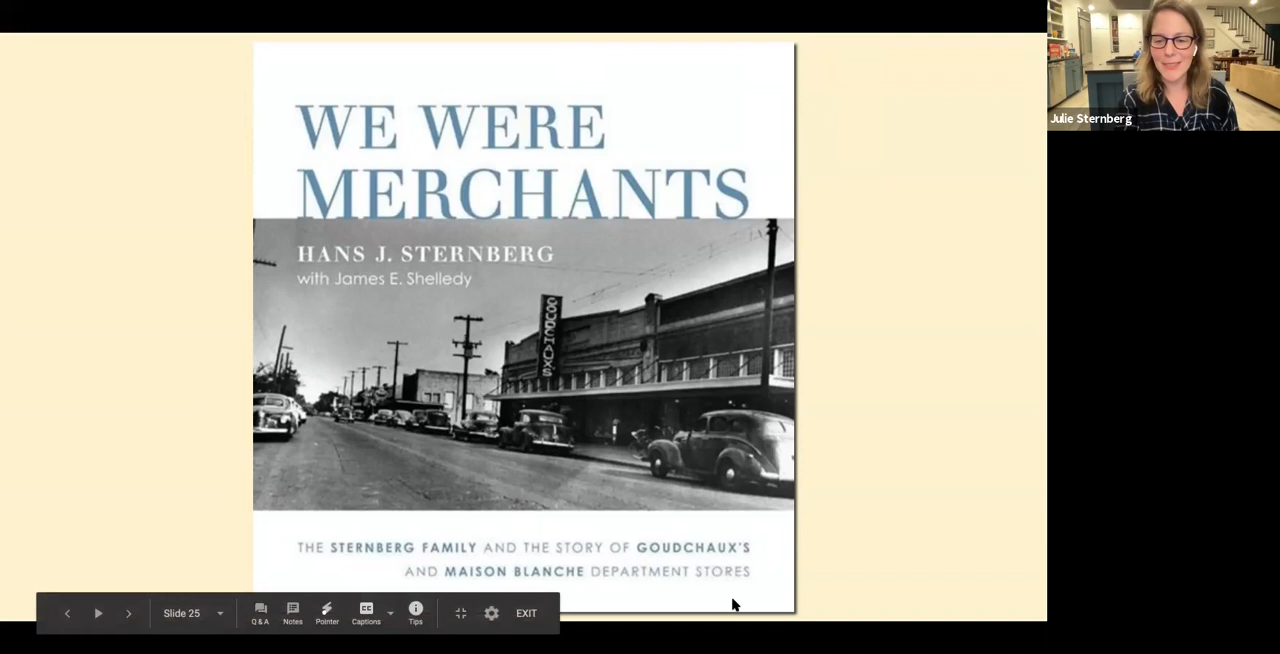 WE WERE
MERCHANTS
HANS J. STERNBERG
with James E. Shelledy
GOUDCHAUX'S
THE STERNBERG FAMILY AND THE STORY OF GOUDCHAUX'S
AND MAISON BLANCHE DEPARTMENT STORES
Julie Sternberg
Slide 25
Q & A
Notes
Pointer
CC
Captions
Tips
EXIT